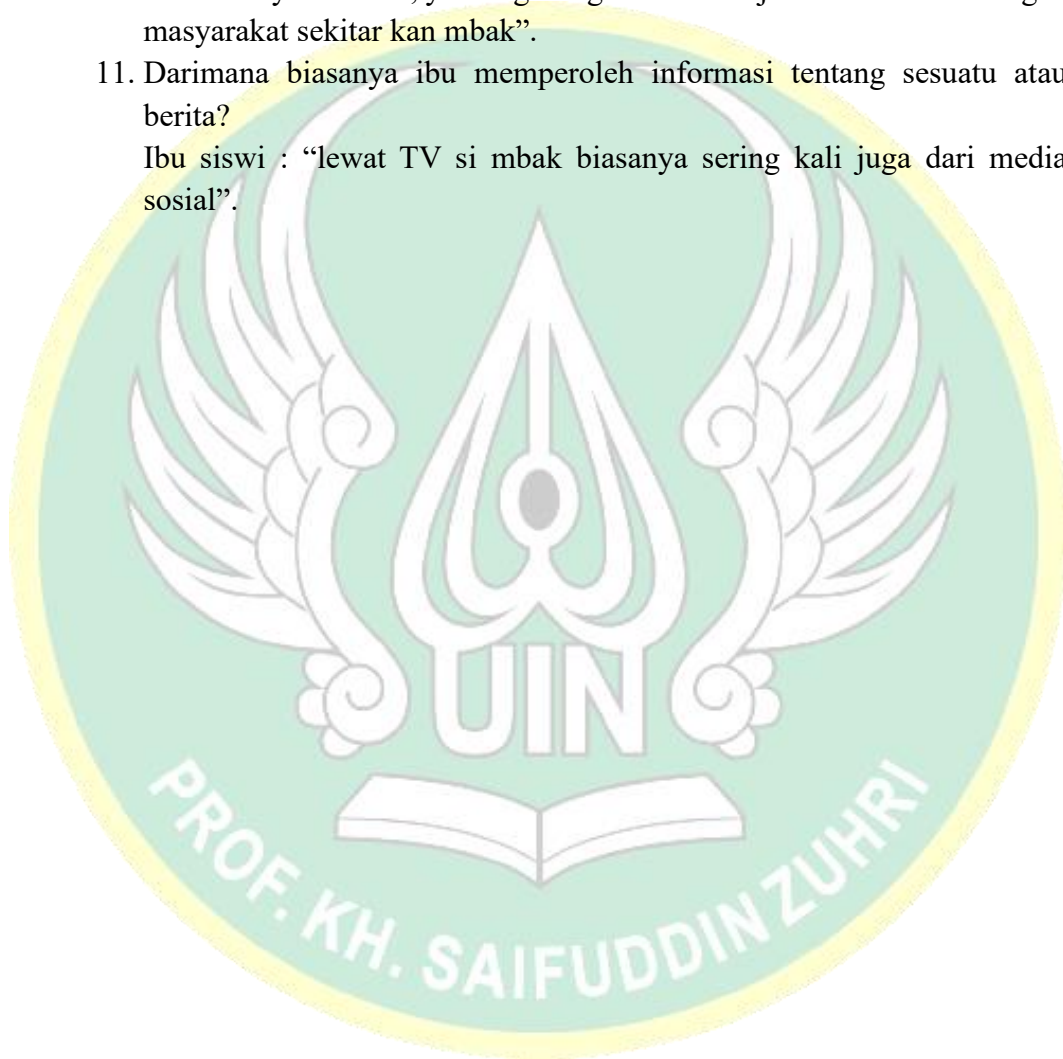 masyarakat sekitar kan mbak”.
11. Darimana biasanya ibu memperoleh informasi tentang sesuatu atau
berita?
Ibu siswi : “lewat TV si mbak biasanya sering kali juga dari media
sosial”.
UIN
PROF. KH. SAIFUDDIN ZUHRI